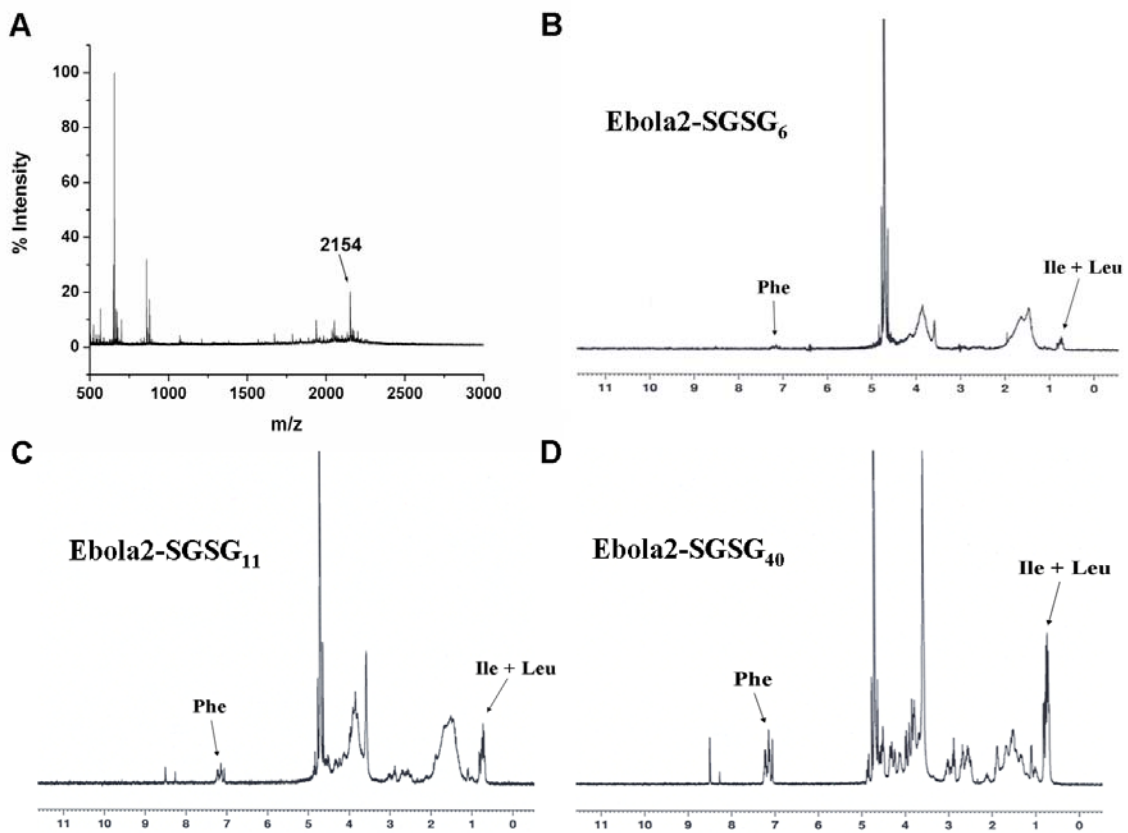 A
% Intensity
100
80
60
40
20
0
2154
500 1000 1500 2000 2500 3000
m/z
B
Ebola2-SGSG6
Phe
Ile + Leu
11 10 9 8 7 6 5 4 3 2 1 0
C
Ebola2-SGSG11
Phe
Ile + Leu
11 10 9 8 7 6 5 4 3 2 1 0
D
Ebola2-SGSG40
Phe
Ile + Leu
11 10 9 8 7 6 5 4 3 2 1 0